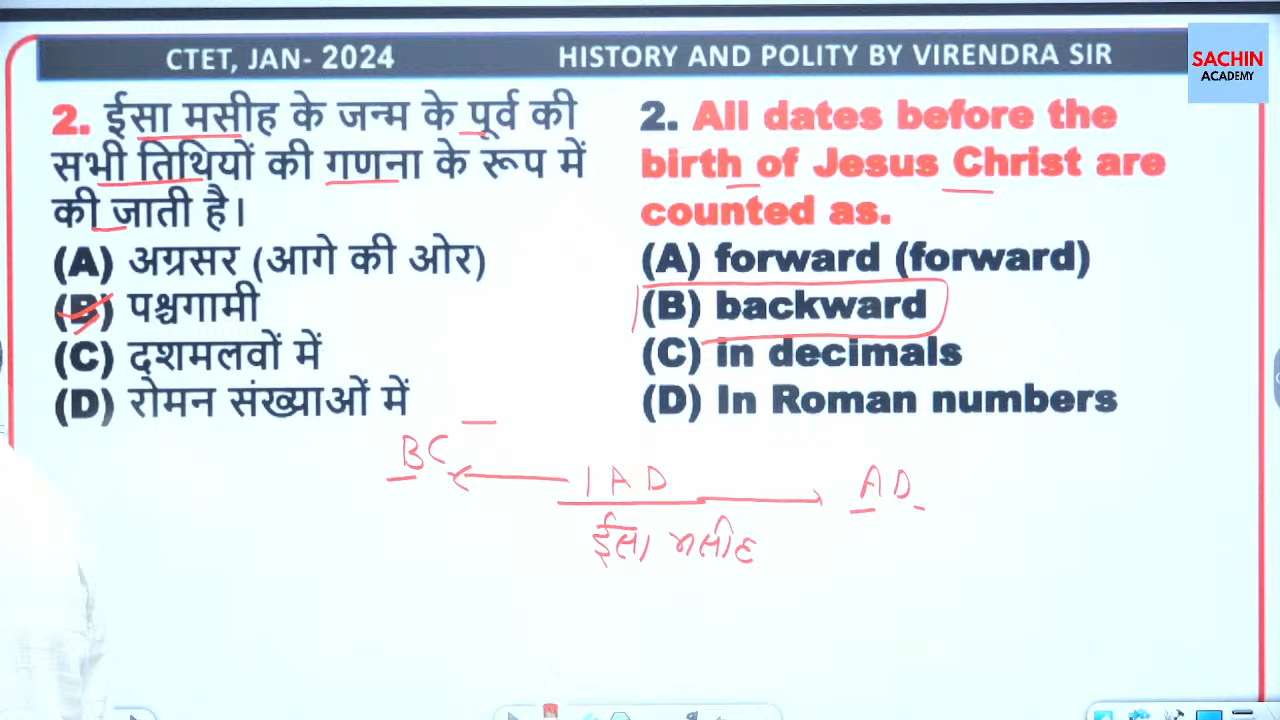 CTET, JAN- 2024
HISTORY AND POLITY BY VIRENDRA SIR
SACHIN
ACADEMY
2. ईसा मसीह के जन्म के पूर्व की
सभी तिथियों की गणना के रूप में
की जाती है।
(A) अग्रसर (आगे की ओर)
(B) पश्चगामी
(C) दशमलवों में
(D) रोमन संख्याओं में
2. All dates before the
birth of Jesus Christ are
counted as.
(A) forward (forward)
(B) backward
(C) in decimals
(D) In Roman numbers
BC
1 AD
AD
ईसा मसीह